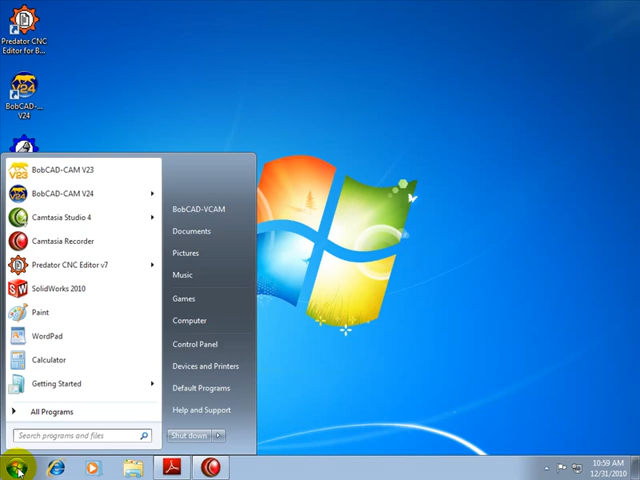 Predator CNC
Editor for B...
V24
BobCAD-...
V24
V23
BobCAD-CAM V23
BobCAD-CAM V24
Camtasia Studio 4
Camtasia Recorder
Predator CNC Editor v7
SolidWorks 2010
Paint
WordPad
Calculator
Getting Started
All Programs
Search programs and files
BobCAD-VCAM
Documents
Pictures
Music
Games
Computer
Control Panel
Devices and Printers
Default Programs
Help and Support
Shut down
10:59 AM
12/31/2010